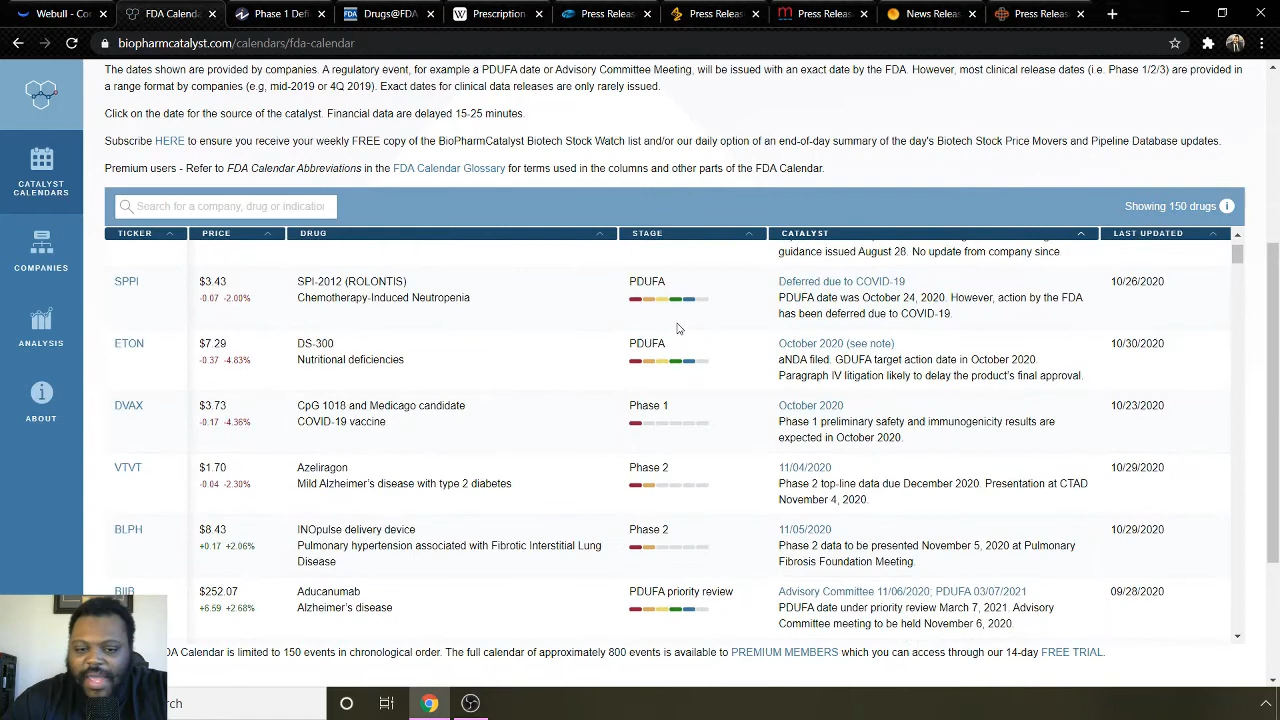 Webull - Con
FDA Calenda
Phase 1 Defi
Drugs@FDA
Prescription
Press Releas
Press Releas
Press Releas
News Releas
Press Releas
biopharmcatalyst.com/calendars/fda-calendar
The dates shown are provided by companies. A regulatory event, for example a PDUFA date or Advisory Committee Meeting, will be issued with an exact date by the FDA. However, most clinical release dates (i.e. Phase 1/2/3) are provided in
a range format by companies (e.g, mid-2019 or 4Q 2019). Exact dates for clinical data releases are only rarely issued.
Click on the date for the source of the catalyst. Financial data are delayed 15-25 minutes.
Subscribe HERE to ensure you receive your weekly FREE copy of the BioPharmCatalyst Biotech Stock Watch list and/or our daily option of an end-of-day summary of the day's Biotech Stock Price Movers and Pipeline Database updates.
Premium users - Refer to FDA Calendar Abbreviations in the FDA Calendar Glossary for terms used in the columns and other parts of the FDA Calendar.
CATALYST
CALENDARS
COMPANIES
ANALYSIS
ABOUT
Search for a company, drug or indication
Showing 150 drugs
TICKER PRICE DRUG STAGE CATALYST LAST UPDATED
guidance issued August 28. No update from company since.
SPPI $3.43 SPI-2012 (ROLONTIS) PDUFA Deferred due to COVID-19 10/26/2020
-0.07 -2.00% Chemotherapy-Induced Neutropenia PDUFA date was October 24, 2020. However, action by the FDA
has been deferred due to COVID-19.
ETON $7.29 DS-300 PDUFA October 2020 (see note) 10/30/2020
-0.37 -4.83% Nutritional deficiencies aNDA filed. GDUFA target action date in October 2020.
Paragraph IV litigation likely to delay the product's final approval.
DVAX $3.73 CpG 1018 and Medicago candidate Phase 1 October 2020 10/23/2020
-0.17 -4.36% COVID-19 vaccine Phase 1 preliminary safety and immunogenicity results are
expected in October 2020.
VTVT $1.70 Azeliragon Phase 2 11/04/2020 10/29/2020
-0.04 -2.30% Mild Alzheimer's disease with type 2 diabetes Phase 2 top-line data due December 2020. Presentation at CTAD
November 4, 2020.
BLPH $8.43 INOpulse delivery device Phase 2 11/05/2020 10/29/2020
+0.17 +2.06% Pulmonary hypertension associated with Fibrotic Interstitial Lung Phase 2 data to be presented November 5, 2020 at Pulmonary
Disease Fibrosis Foundation Meeting.
BIIB $252.07 Aducanumab PDUFA priority review Advisory Committee 11/06/2020; PDUFA 03/07/2021 09/28/2020
+6.59 +2.68% Alzheimer's disease PDUFA date under priority review March 7, 2021. Advisory
Committee meeting to be held November 6, 2020.
DA Calendar is limited to 150 events in chronological order. The full calendar of approximately 800 events is available to PREMIUM MEMBERS which you can access through our 14-day FREE TRIAL.
rch